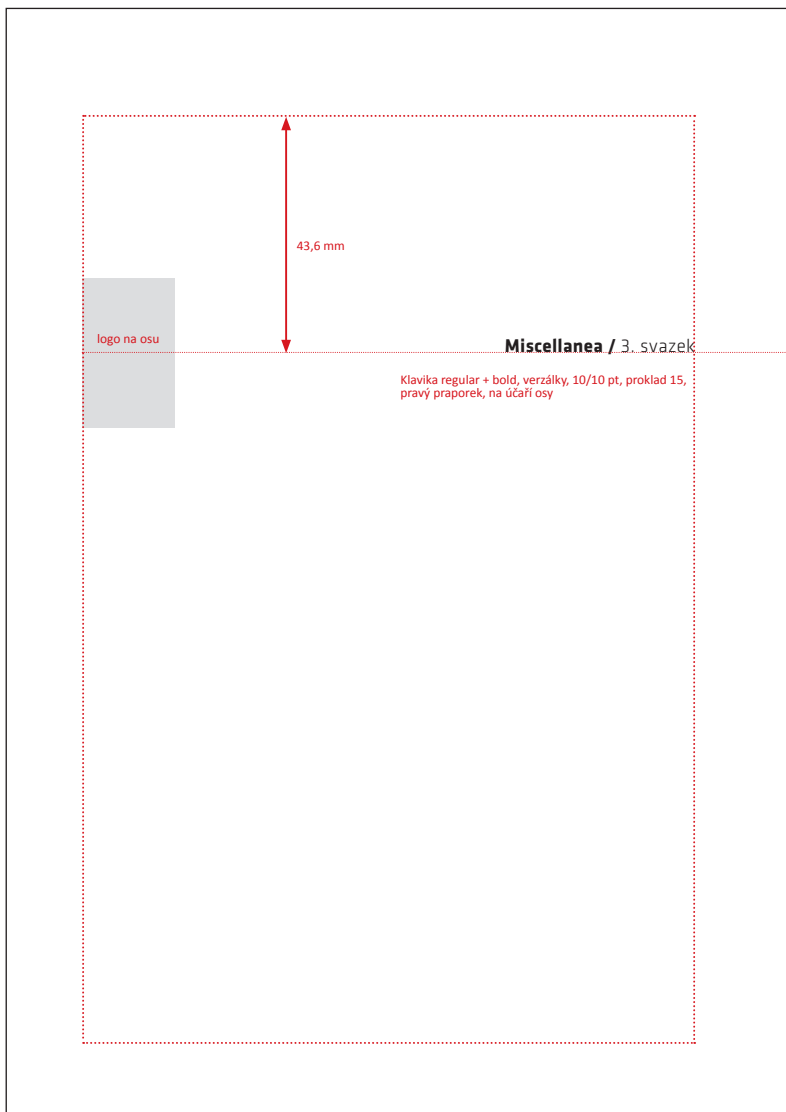 43,6 mm
logo na osu
Miscellanea / 3. svazek
Klavika regular + bold, verzálky, 10/10 pt, proklad 15,
pravý praporek, na účaří osy